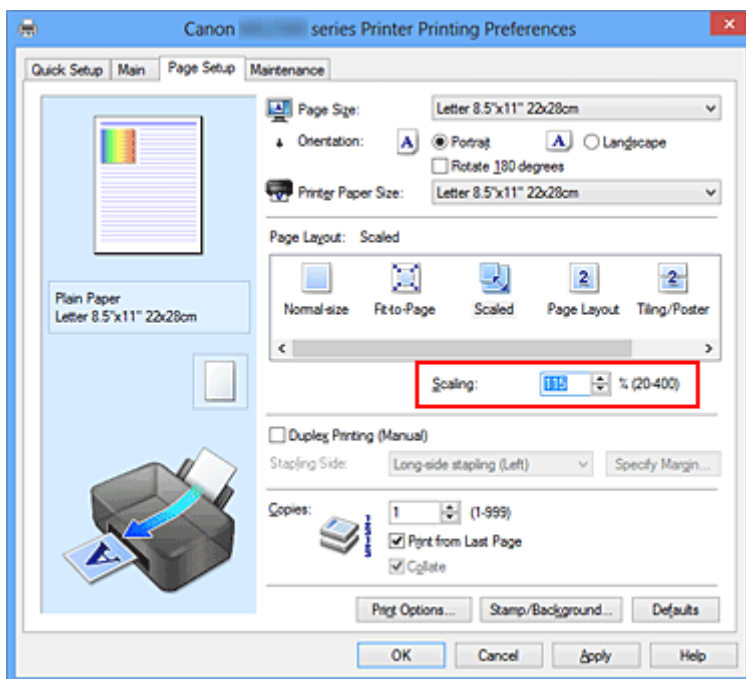 Canon series Printer Printing Preferences
Quick Setup Main Page Setup Maintenance
Page Size: Letter 8.5"x11" 22x28cm
Orientation: A Portrait A Landscape
Rotate 180 degrees
Printer Paper Size: Letter 8.5"x11" 22x28cm
Page Layout: Scaled
Normal-size Fit-to-Page Scaled 2 Page Layout 2 Tiling/Poster
Plain Paper
Letter 8.5"x11" 22x28cm
Scaling: 115 % (20-400)
Duplex Printing (Manual)
Stapling Side: Long-side stapling (Left) Specify Margin...
Copies: 1 (1-999)
Print from Last Page
Collate
A
Print Options... Stamp/Background... Defaults
OK Cancel Apply Help